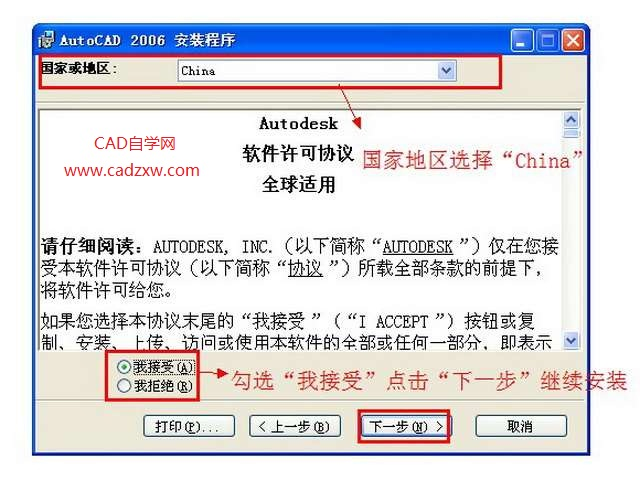 AutoCAD 2006 安装程序
国家或地区:
China
Autodesk
软件许可协议
全球适用
CAD自学网
www.cadzxw.com
国家地区选择“China”
请仔细阅读：AUTODESK, INC.（以下简称“AUTODESK ”）仅在您接
受本软件许可协议（以下简称“协议 ”）所载全部条款的前提下，
将软件许可给您。
如果您选择本协议末尾的“我接受 ”（“I ACCEPT ”）按钮或复
制、安装、上传、访问或使用本软件的全部或任何一部分，即表示
我接受(A)
我拒绝(R)
勾选“我接受”点击“下一步”继续安装
打印(P)...
< 上一步(B)
下一步(N) >
取消